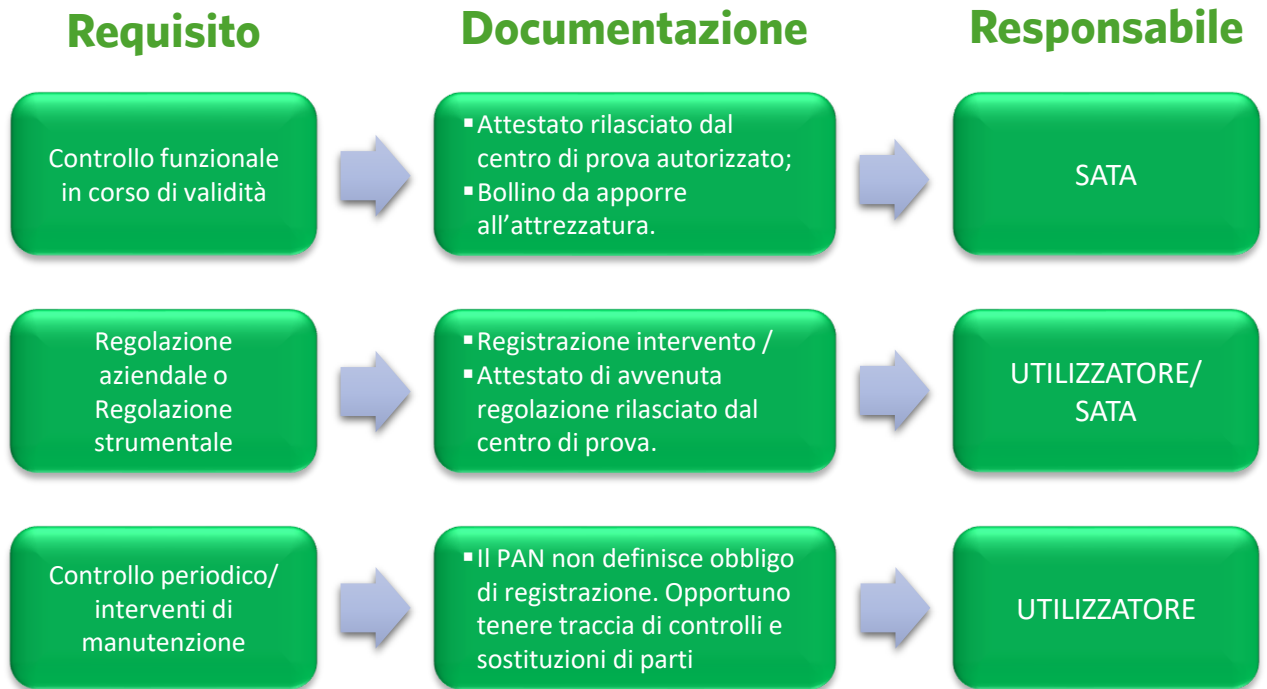 Requisito
Documentazione
Responsabile
Controllo funzionale
in corso di validità
▪Attestato rilasciato dal
centro di prova autorizzato;
▪Bollino da apporre
all’attrezzatura.
SATA
Regolazione
aziendale o
Regolazione
strumentale
▪Registrazione intervento /
▪Attestato di avvenuta
regolazione rilasciato dal
centro di prova.
UTILIZZATORE/
SATA
Controllo periodico/
interventi di
manutenzione
▪Il PAN non definisce obbligo
di registrazione. Opportuno
tenere traccia di controlli e
sostituzioni di parti
UTILIZZATORE